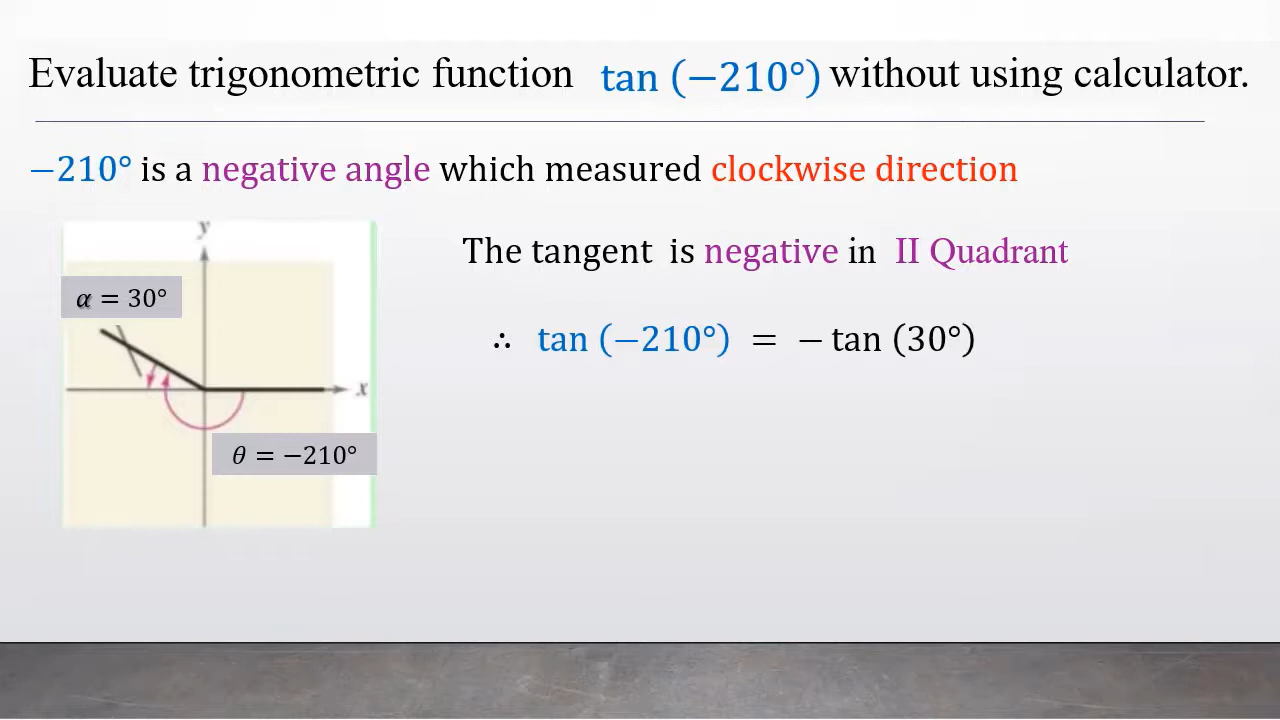 Evaluate trigonometric function tan (−210°) without using calculator.
−210° is a negative angle which measured clockwise direction
y
The tangent is negative in II Quadrant
α = 30°
∴ tan (−210°) = − tan (30°)
x
θ = −210°